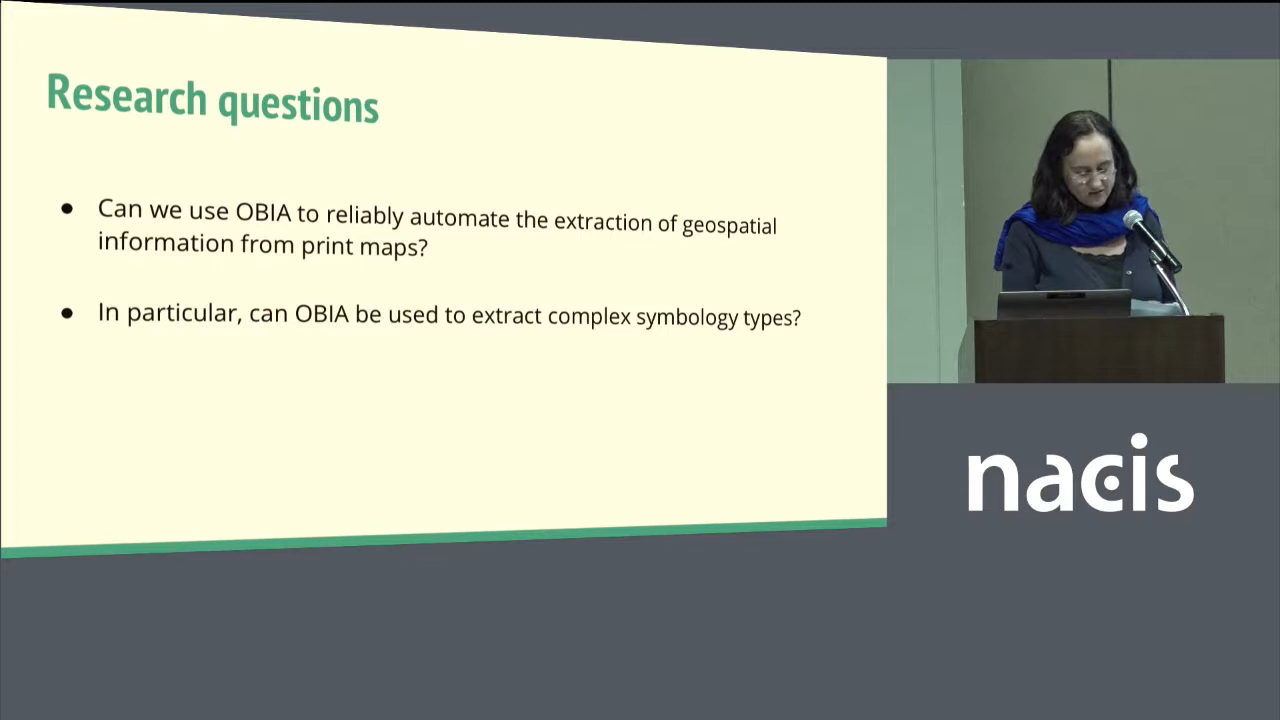 Research questions
● Can we use OBIA to reliably automate the extraction of geospatial
information from print maps?
● In particular, can OBIA be used to extract complex symbology types?
nacis